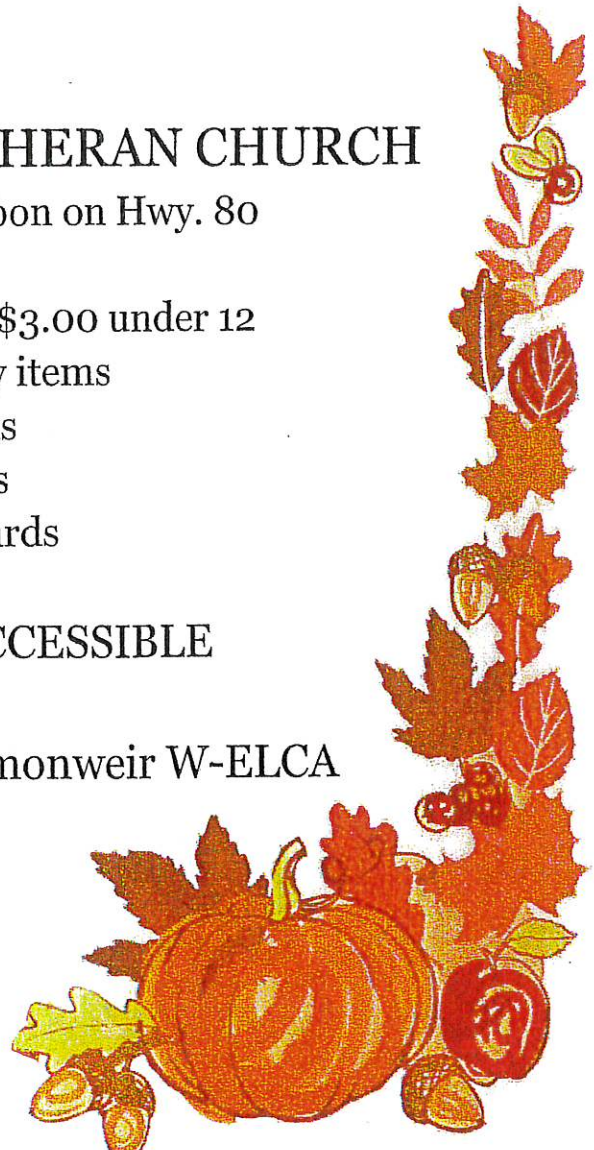 HERAN CHURCH
oon on Hwy. 80
$3.00 under 12
items
s
s
rds
CCESSIBLE
monweir W-ELCA